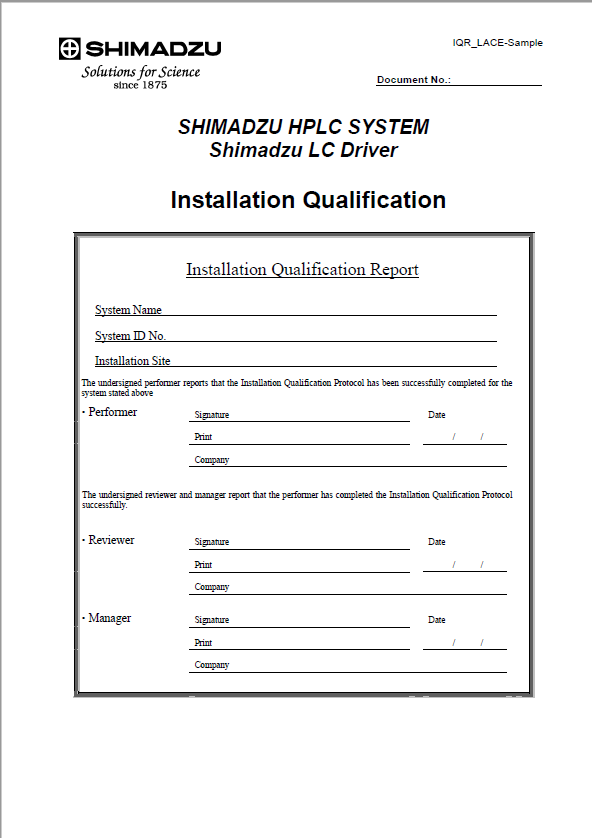 SHIMADZU
Solutions for Science
since 1875
IQR_LACE-Sample
Document No.:
SHIMADZU HPLC SYSTEM
Shimadzu LC Driver
Installation Qualification
Installation Qualification Report
System Name
System ID No.
Installation Site
The undersigned performer reports that the Installation Qualification Protocol has been successfully completed for the
system stated above
· Performer
Signature
Date
Print
/ /
Company
The undersigned reviewer and manager report that the performer has completed the Installation Qualification Protocol
successfully.
· Reviewer
Signature
Date
Print
/ /
Company
· Manager
Signature
Date
Print
/ /
Company